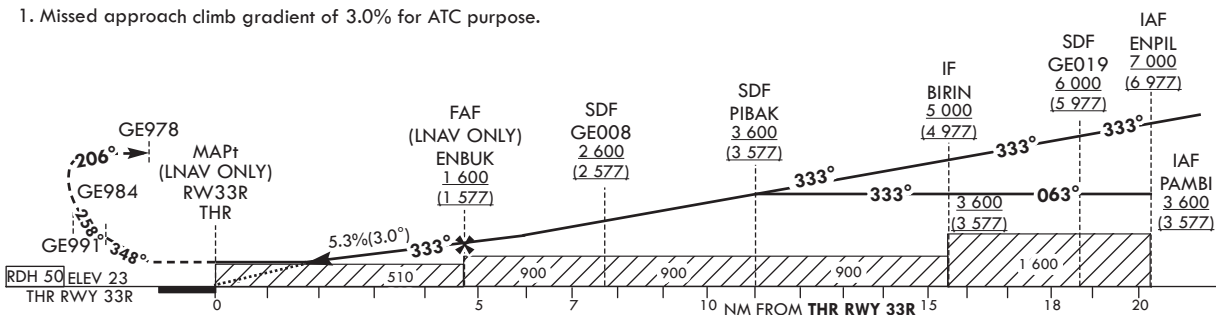 1. Missed approach climb gradient of 3.0% for ATC purpose.
IAF
ENPIL
7 000
(6 977)
SDF
GE019
6 000
(5 977)
IF
BIRIN
5 000
(4 977)
SDF
PIBAK
3 600
(3 577)
SDF
GE008
2 600
(2 577)
FAF
(LNAV ONLY)
ENBUK
1 600
(1 577)
MAPt
(LNAV ONLY)
RW33R
THR
GE978
206°
GE984
258°
GE991
348°
333°
333°
333°
333°
063°
IAF
PAMBI
3 600
(3 577)
3 600
(3 577)
5.3%(3.0°)
333°
510
900
900
900
1 600
RDH 50 ELEV 23
THR RWY 33R
0 5 7 10 15 18 20
NM FROM THR RWY 33R